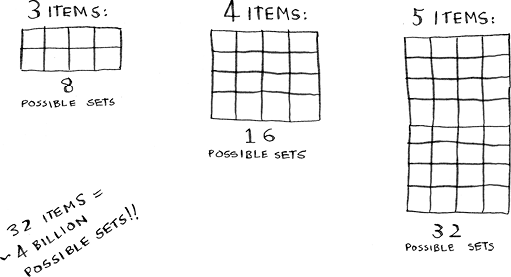 3 ITEMS:
8
POSSIBLE SETS
4 ITEMS:
16
POSSIBLE SETS
5 ITEMS:
32
POSSIBLE SETS
32 ITEMS =
~ 4 BILLION
POSSIBLE SETS!!